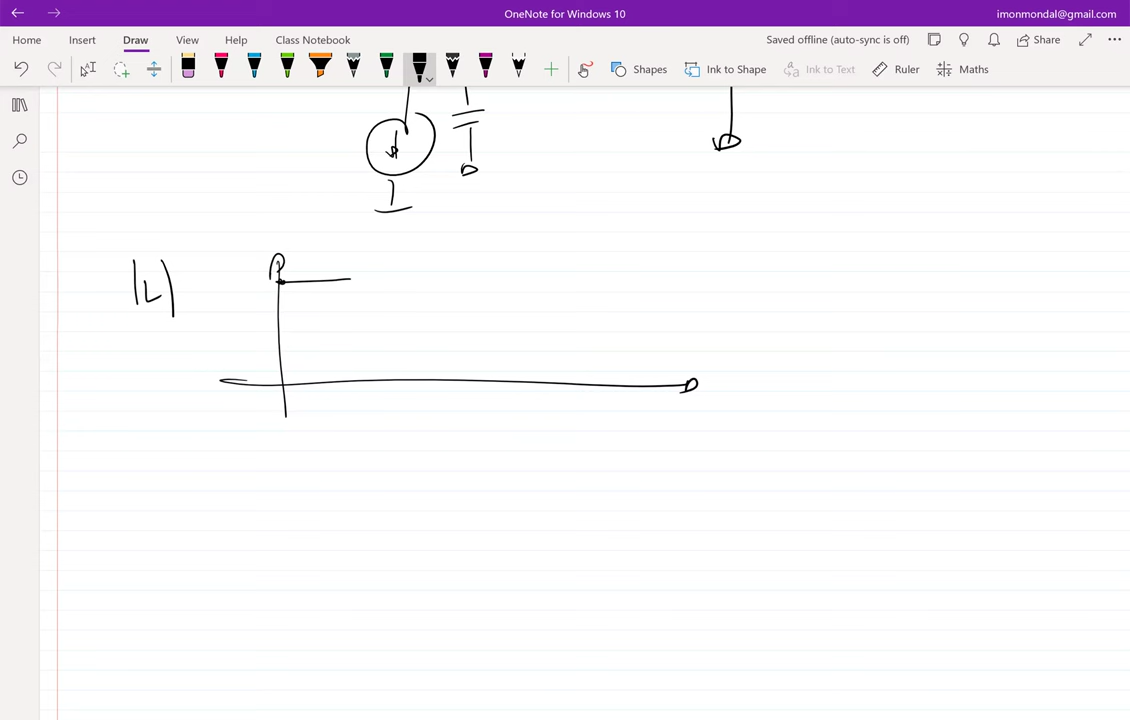 OneNote for Windows 10
imonmondal@gmail.com
Home Insert Draw View Help Class Notebook
Saved offline (auto-sync is off) Share
Shapes Ink to Shape Ink to Text Ruler Maths
I
|L|